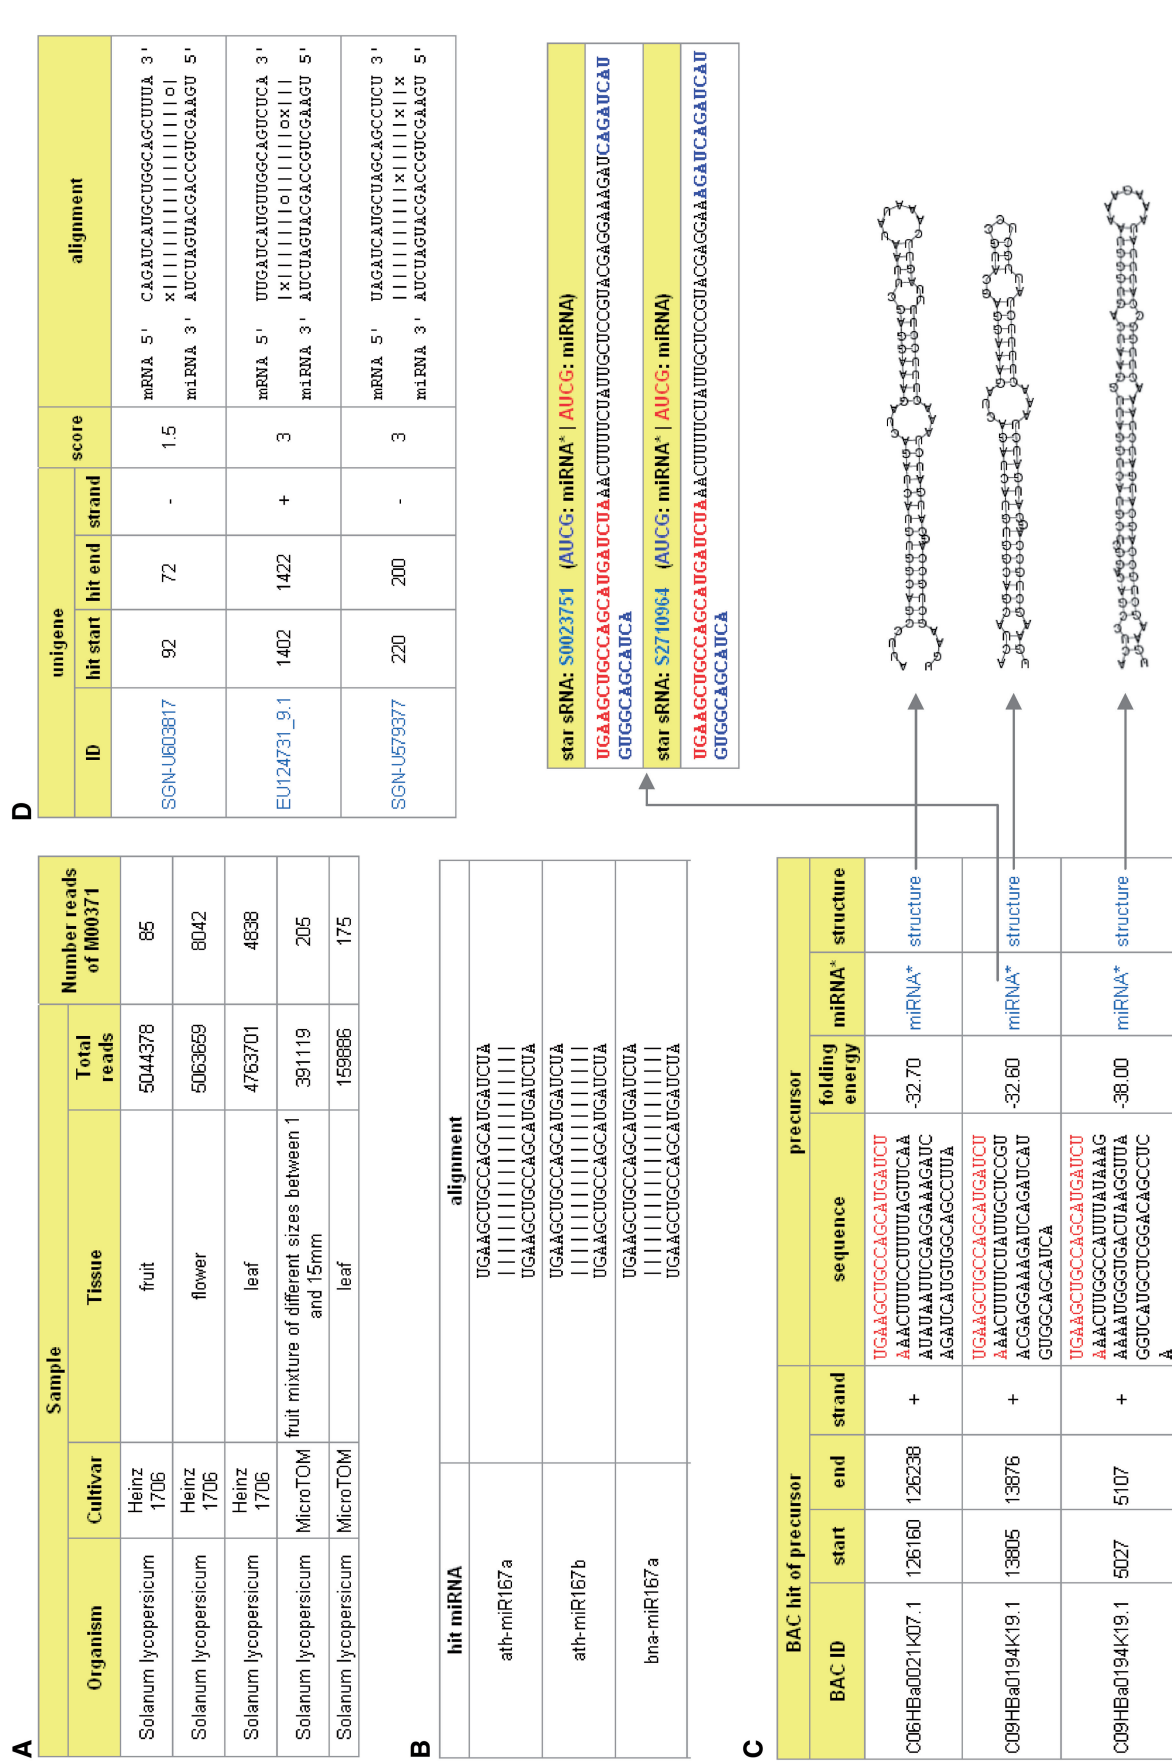 A
Sample
Number reads of M00371
Organism Cultivar Tissue Total reads
Solanum lycopersicum Heinz 1706 fruit 5044378 85
Solanum lycopersicum Heinz 1706 flower 5063659 8042
Solanum lycopersicum Heinz 1706 leaf 4763701 4838
Solanum lycopersicum MicroTOM fruit mixture of different sizes between 1 and 15mm 391119 205
Solanum lycopersicum MicroTOM leaf 159886 175
B
hit miRNA alignment
ath-miR167a
UGAAGCUGCCAGCAUGAUCUA
|||||||||||||||||||||
UGAAGCUGCCAGCAUGAUCUA
ath-miR167b
UGAAGCUGCCAGCAUGAUCUA
|||||||||||||||||||||
UGAAGCUGCCAGCAUGAUCUA
bna-miR167a
UGAAGCUGCCAGCAUGAUCUA
|||||||||||||||||||||
UGAAGCUGCCAGCAUGAUCUA
C
BAC hit of precursor precursor
BAC ID start end strand sequence folding energy miRNA* structure
C06HBa0021K07.1 126160 126238 + -32.70 miRNA* structure
UGAAGCUGCCAGCAUGAUCU
AAACUUUCCUUUUAGUUCAA
AUAUAAUUCGAGGAAAGAUC
AGAUCAUGUGGCAGCCUUA
C09HBa0194K19.1 13805 13876 + -32.60 miRNA* structure
UGAAGCUGCCAGCAUGAUCU
AAACUUUUCUAUUGCUCCGU
ACGAGGAAAGAUCAGAUCAU
GUGGCAGCAUCA
C09HBa0194K19.1 5027 5107 + -38.00 miRNA* structure
UGAAGCUGCCAGCAUGAUCU
AAACUUGGCCAUUUAUAAAG
AAAAUGGGUGACUAAGGUUA
GGUCAUGCUCGGACAGCCUC
A
D
unigene score alignment
ID hit start hit end strand
SGN-U603817 92 72 - 1.5
mRNA 5' CAGAUCAUGCUGGCAGCUUUA 3'
x|||||||||||||||||||o|
miRNA 3' AUCUAGUACGACCGUCGAAGU 5'
EU124731_9.1 1402 1422 + 3
mRNA 5' UUGAUCAUGUUGGCAGUCUCA 3'
|x|||||||o||||||ox|||
miRNA 3' AUCUAGUACGACCGUCGAAGU 5'
SGN-U579377 220 200 - 3
mRNA 5' UAGAUCAUGCUAGCAGCCUCU 3'
|||||||||||x|||||x||x
miRNA 3' AUCUAGUACGACCGUCGAAGU 5'
star sRNA: S0023751 (AUCG: miRNA* | AUCG: miRNA)
UGAAGCUGCCAGCAUGAUCUAAACUUUUCUAUUGCUCCGUACGAGGAAAGAUCAGAUCAU
GUGGCAGCAUCA
star sRNA: S2710964 (AUCG: miRNA* | AUCG: miRNA)
UGAAGCUGCCAGCAUGAUCUAAACUUUUCUAUUGCUCCGUACGAGGAAAGAUCAGAUCAU
GUGGCAGCAUCA